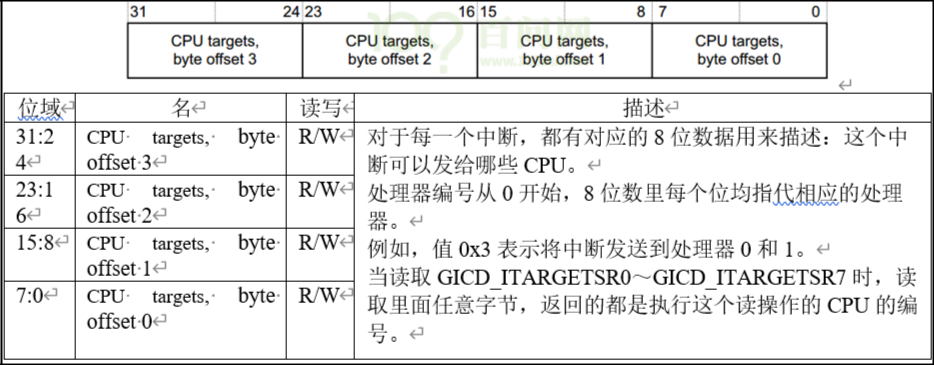 31 24 23 16 15 8 7 0
CPU targets, CPU targets, CPU targets, CPU targets,
byte offset 3 byte offset 2 byte offset 1 byte offset 0
位域 名 读写 描述
31:2
4
CPU targets, byte
offset 3
R/W
23:1
6
CPU targets, byte
offset 2
R/W
15:8
CPU targets, byte
offset 1
R/W
7:0
CPU targets, byte
offset 0
R/W
对于每一个中断，都有对应的 8 位数据用来描述：这个中
断可以发给哪些 CPU。
处理器编号从 0 开始，8 位数里每个位均指代相应的处理
器。
例如，值 0x3 表示将中断发送到处理器 0 和 1。
当读取 GICD_ITARGETSR0～GICD_ITARGETSR7 时，读
取里面任意字节，返回的都是执行这个读操作的 CPU 的编
号。